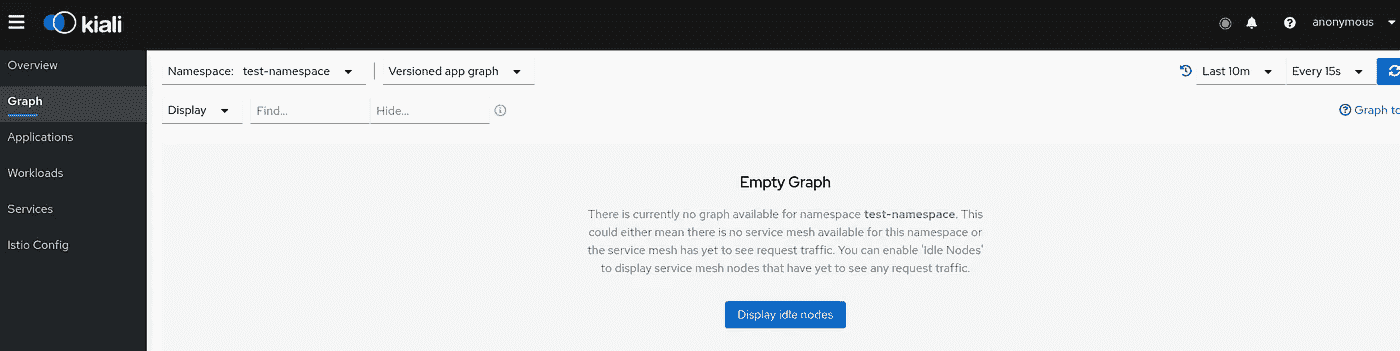 kiali
anonymous
Overview
Graph
Applications
Workloads
Services
Istio Config
Namespace: test-namespace
Versioned app graph
Last 10m
Every 15s
Display
Find...
Hide...
Graph to
Empty Graph
There is currently no graph available for namespace test-namespace. This
could either mean there is no service mesh available for this namespace or
the service mesh has yet to see request traffic. You can enable 'Idle Nodes'
to display service mesh nodes that have yet to see any request traffic.
Display idle nodes